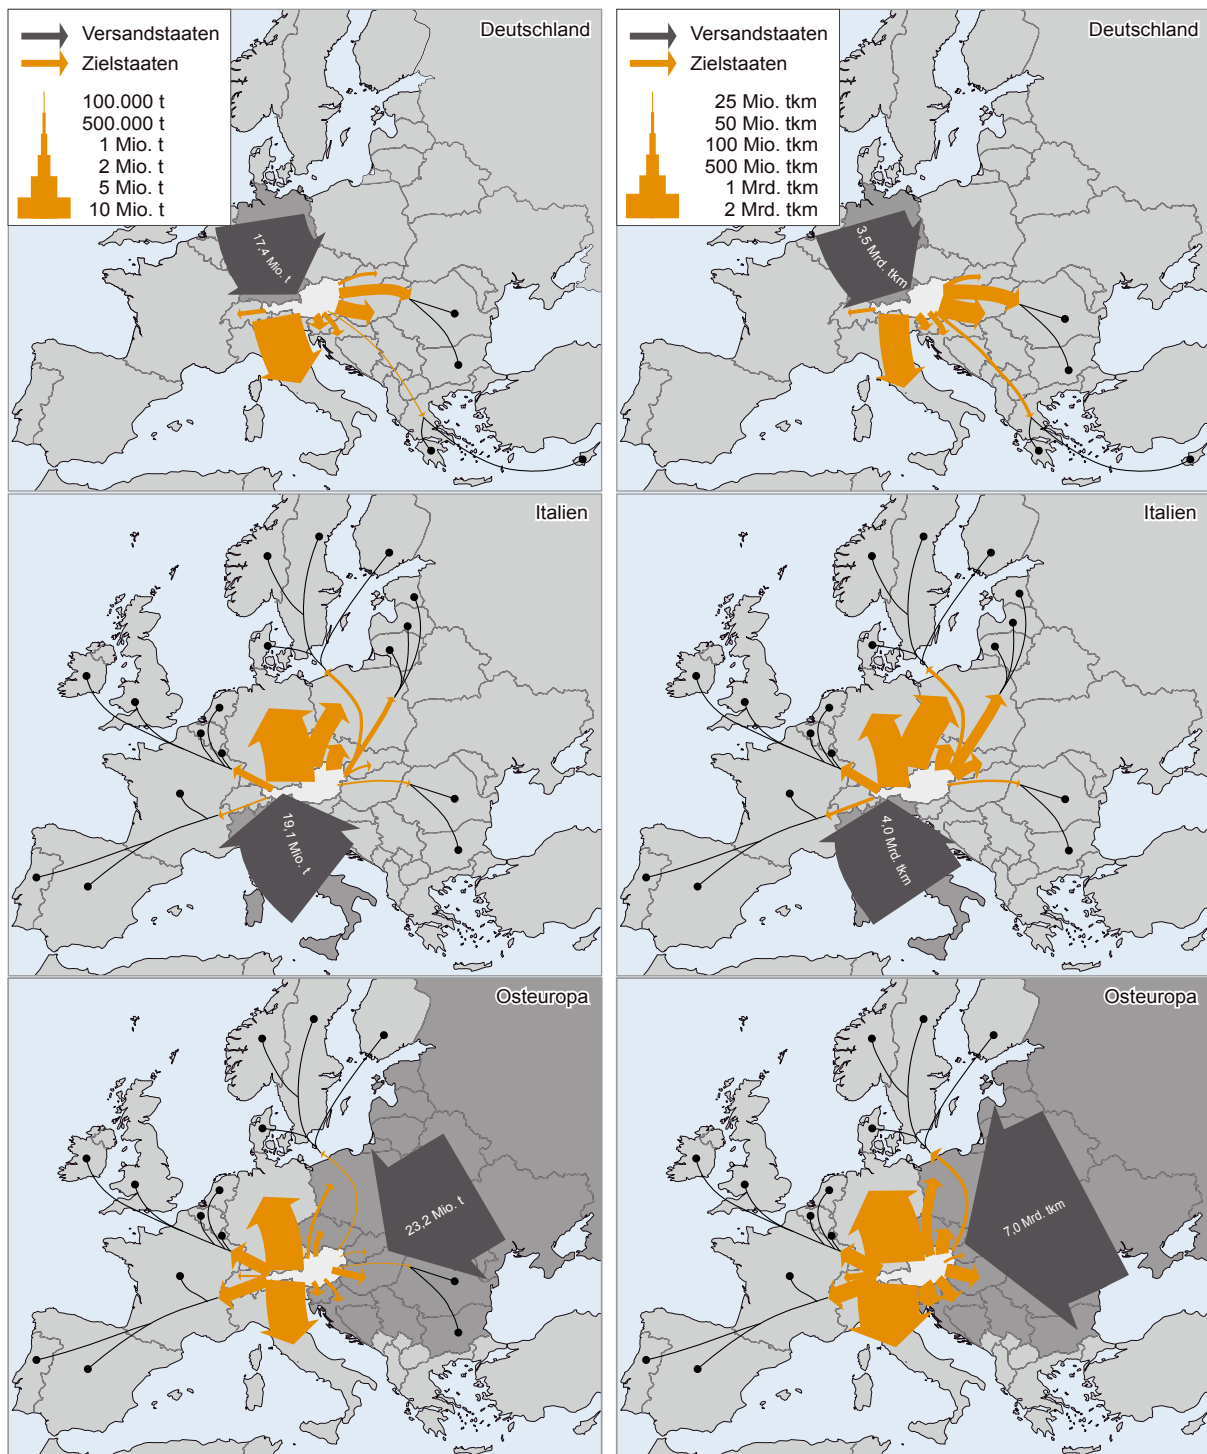 Deutschland
Versandstaaten
Zielstaaten
100.000 t
500.000 t
1 Mio. t
2 Mio. t
5 Mio. t
10 Mio. t
17,4 Mio. t
Deutschland
Versandstaaten
Zielstaaten
25 Mio. tkm
50 Mio. tkm
100 Mio. tkm
500 Mio. tkm
1 Mrd. tkm
2 Mrd. tkm
3,5 Mrd. tkm
Italien
19,1 Mio. t
Italien
4,0 Mrd. tkm
Osteuropa
23,2 Mio. t
Osteuropa
7,0 Mrd. tkm